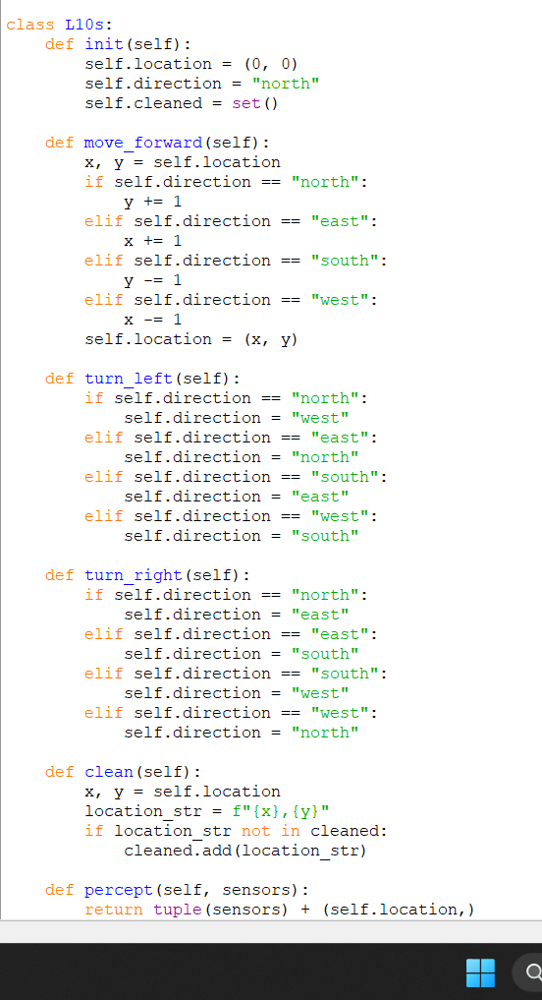 class L10s:
    def init(self):
        self.location = (0, 0)
        self.direction = "north"
        self.cleaned = set()

    def move_forward(self):
        x, y = self.location
        if self.direction == "north":
            y += 1
        elif self.direction == "east":
            x += 1
        elif self.direction == "south":
            y -= 1
        elif self.direction == "west":
            x -= 1
        self.location = (x, y)

    def turn_left(self):
        if self.direction == "north":
            self.direction = "west"
        elif self.direction == "east":
            self.direction = "north"
        elif self.direction == "south":
            self.direction = "east"
        elif self.direction == "west":
            self.direction = "south"

    def turn_right(self):
        if self.direction == "north":
            self.direction = "east"
        elif self.direction == "east":
            self.direction = "south"
        elif self.direction == "south":
            self.direction = "west"
        elif self.direction == "west":
            self.direction = "north"

    def clean(self):
        x, y = self.location
        location_str = f"{x},{y}"
        if location_str not in cleaned:
            cleaned.add(location_str)

    def percept(self, sensors):
        return tuple(sensors) + (self.location,)